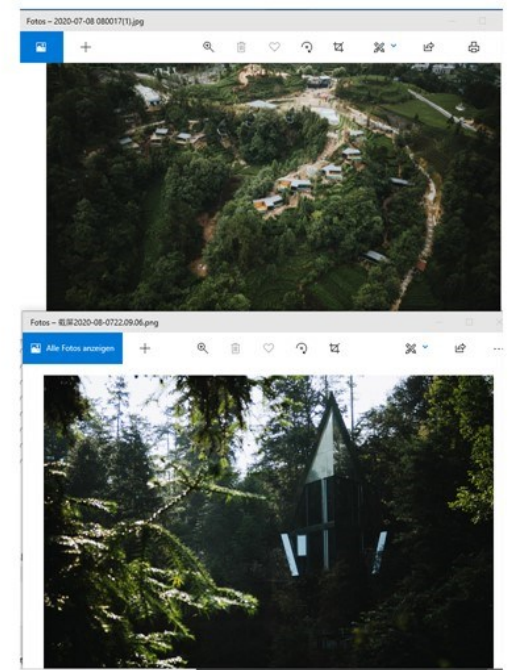 Fotos – 2020-07-08 080017(1).jpg
Fotos – 截屏2020-08-0722.09.06.png
Alle Fotos anzeigen